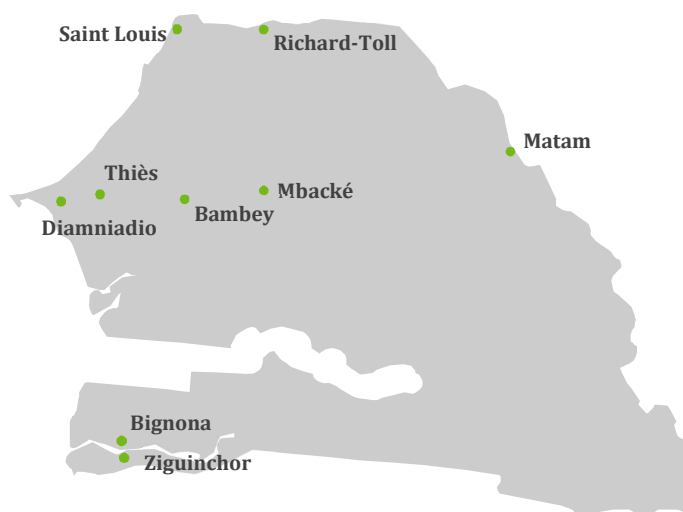 Saint Louis
Richard-Toll
Matam
Thiès
Mbacké
Bambey
Diamniadio
Bignona
Ziguinchor